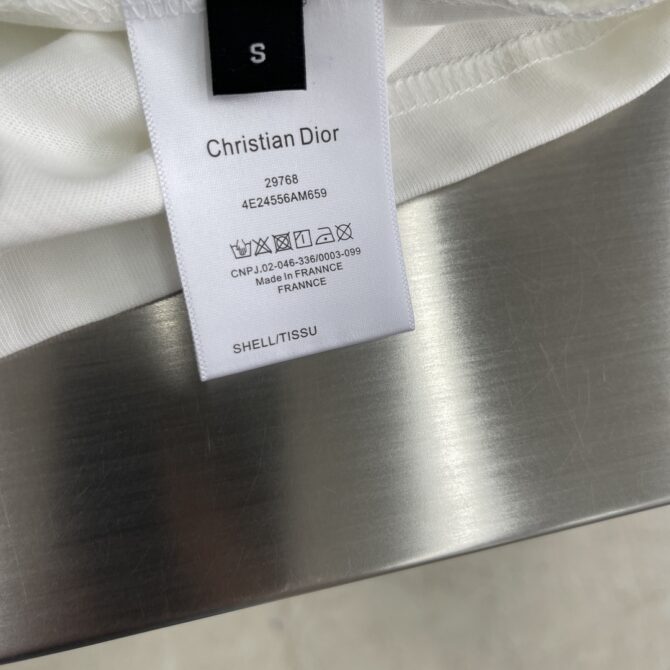 S
Christian Dior
29768
4E24556AM659
CNPJ.02-046-336/0003-099
Made In FRANNCE
FRANNCE
SHELL/TISSU